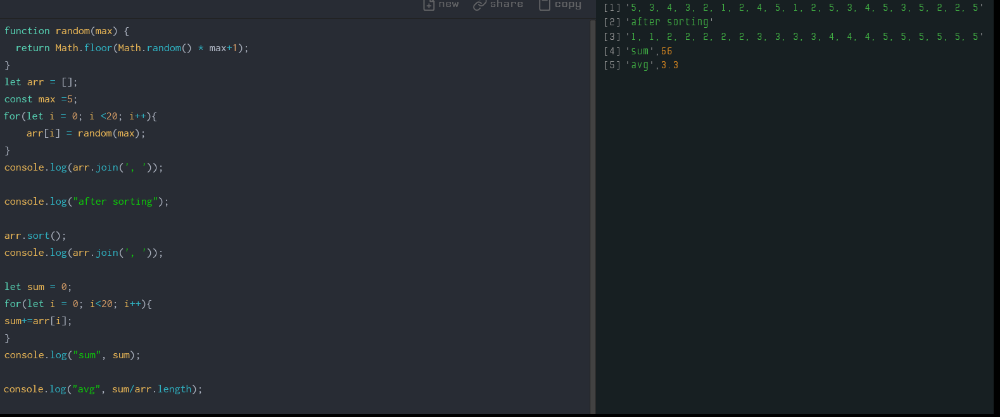 new share copy
function random(max) {
  return Math.floor(Math.random() * max+1);
}
let arr = [];
const max =5;
for(let i = 0; i <20; i++){
    arr[i] = random(max);
}
console.log(arr.join(', '));
console.log("after sorting");
arr.sort();
console.log(arr.join(', '));
let sum = 0;
for(let i = 0; i<20; i++){
sum+=arr[i];
}
console.log("sum", sum);
console.log("avg", sum/arr.length);
[1] '5, 3, 4, 3, 2, 1, 2, 4, 5, 1, 2, 5, 3, 4, 5, 3, 5, 2, 2, 5'
[2] 'after sorting'
[3] '1, 1, 2, 2, 2, 2, 2, 3, 3, 3, 3, 4, 4, 4, 5, 5, 5, 5, 5, 5'
[4] 'sum',66
[5] 'avg',3.3